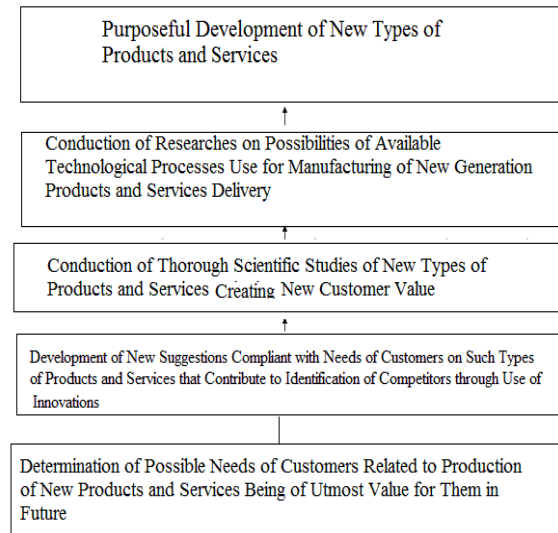 Purposeful Development of New Types of
Products and Services
Conduction of Researches on Possibilities of Available
Technological Processes Use for Manufacturing of New Generation
Products and Services Delivery
Conduction of Thorough Scientific Studies of New Types of
Products and Services Creating New Customer Value
Development of New Suggestions Compliant with Needs of Customers on Such Types
of Products and Services that Contribute to Identification of Competitors through Use of
Innovations
Determination of Possible Needs of Customers Related to Production
of New Products and Services Being of Utmost Value for Them in
Future